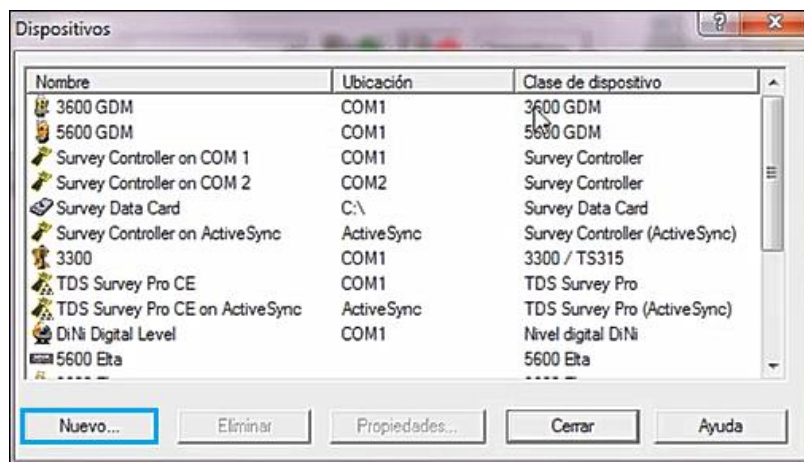 Dispositivos
Nombre Ubicación Clase de dispositivo
3600 GDM COM1 3600 GDM
5600 GDM COM1 5600 GDM
Survey Controller on COM 1 COM1 Survey Controller
Survey Controller on COM 2 COM2 Survey Controller
Survey Data Card C:\ Survey Data Card
Survey Controller on ActiveSync ActiveSync Survey Controller (ActiveSync)
3300 COM1 3300 / TS315
TDS Survey Pro CE COM1 TDS Survey Pro
TDS Survey Pro CE on ActiveSync ActiveSync TDS Survey Pro (ActiveSync)
DiNi Digital Level COM1 Nivel digital DiNi
5600 Elta 5600 Elta
Nuevo... Eliminar Propiedades... Cerrar Ayuda